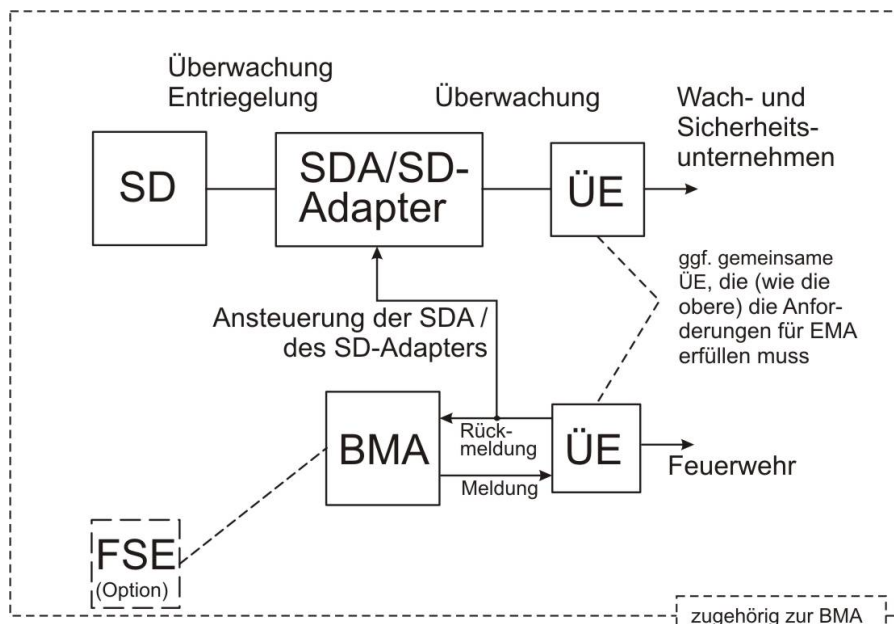 Überwachung
Entriegelung
Überwachung
Wach- und
Sicherheits-
unternehmen
SD
SDA/SD-
Adapter
ÜE
ggf. gemeinsame
ÜE, die (wie die
obere) die Anfor-
derungen für EMA
erfüllen muss
Ansteuerung der SDA /
des SD-Adapters
BMA
Rück-
meldung
Meldung
ÜE
Feuerwehr
FSE
(Option)
zugehörig zur BMA